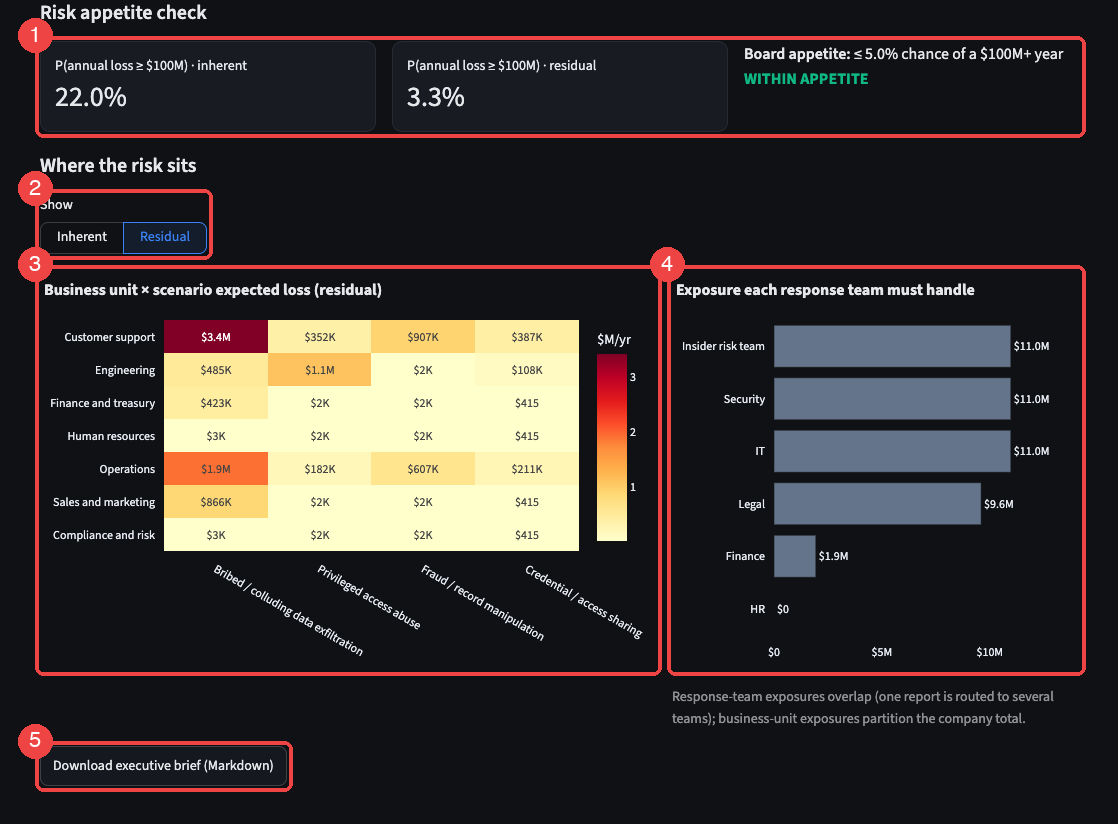 Risk appetite check
1
P(annual loss ≥ $100M) · inherent
22.0%
P(annual loss ≥ $100M) · residual
3.3%
Board appetite: ≤ 5.0% chance of a $100M+ year
WITHIN APPETITE
Where the risk sits
2
Show
Inherent
Residual
3
Business unit × scenario expected loss (residual)
Customer support $3.4M $352K $907K $387K
Engineering $485K $1.1M $2K $108K
Finance and treasury $423K $2K $2K $415
Human resources $3K $2K $2K $415
Operations $1.9M $182K $607K $211K
Sales and marketing $866K $2K $2K $415
Compliance and risk $3K $2K $2K $415
Bribed / colluding data exfiltration
Privileged access abuse
Fraud / record manipulation
Credential / access sharing
$M/yr
3
2
1
4
Exposure each response team must handle
Insider risk team $11.0M
Security $11.0M
IT $11.0M
Legal $9.6M
Finance $1.9M
HR $0
$0 $5M $10M
Response-team exposures overlap (one report is routed to several
teams); business-unit exposures partition the company total.
5
Download executive brief (Markdown)